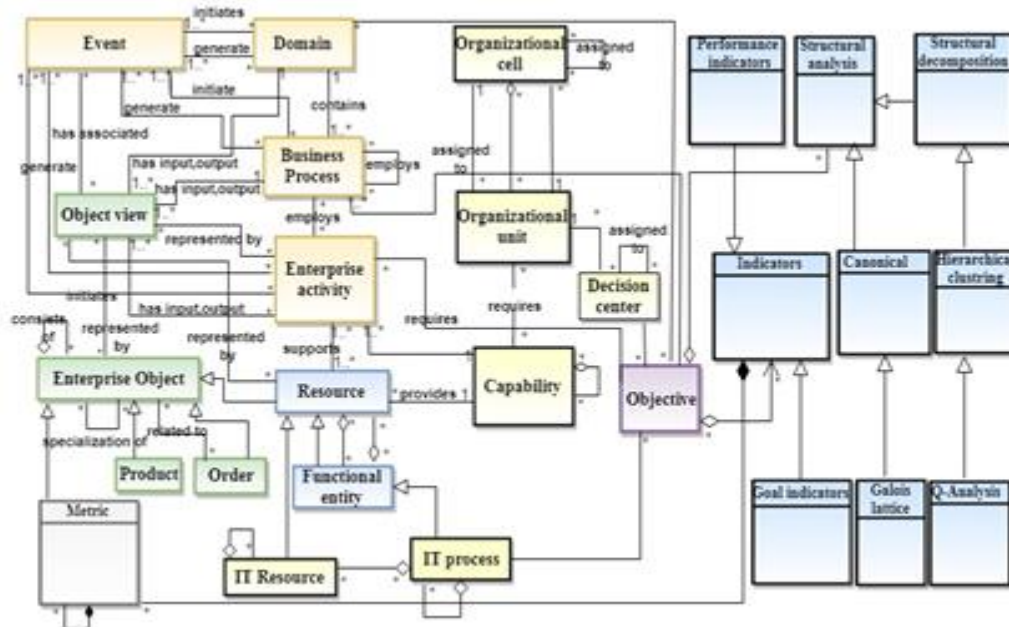 initiates
Event
Domain
generate
1..*
1..*
Organizational
cell
assigned
to
Performance
indicators
Structural
analysis
Structural
decomposition
initiate
generate
contains
has associated
has input,output
Business
Process
employs
assigned
to
generate
has input,output
Object view
employs
Organizational
unit
assigned
to
represented by
Enterprise
activity
Decision
center
Indicators
Canonical
Hierarchica
clustring
initiates
has input,output
requires
requires
consists
of
represented
by
represented
by
supports
Enterprise Object
Resource
provides 1
Capability
Objective
specialization of
related to
Product
Order
Functional
entity
Metric
Goal indicators
Galois
lattice
Q-Analysis
IT Resource
IT process